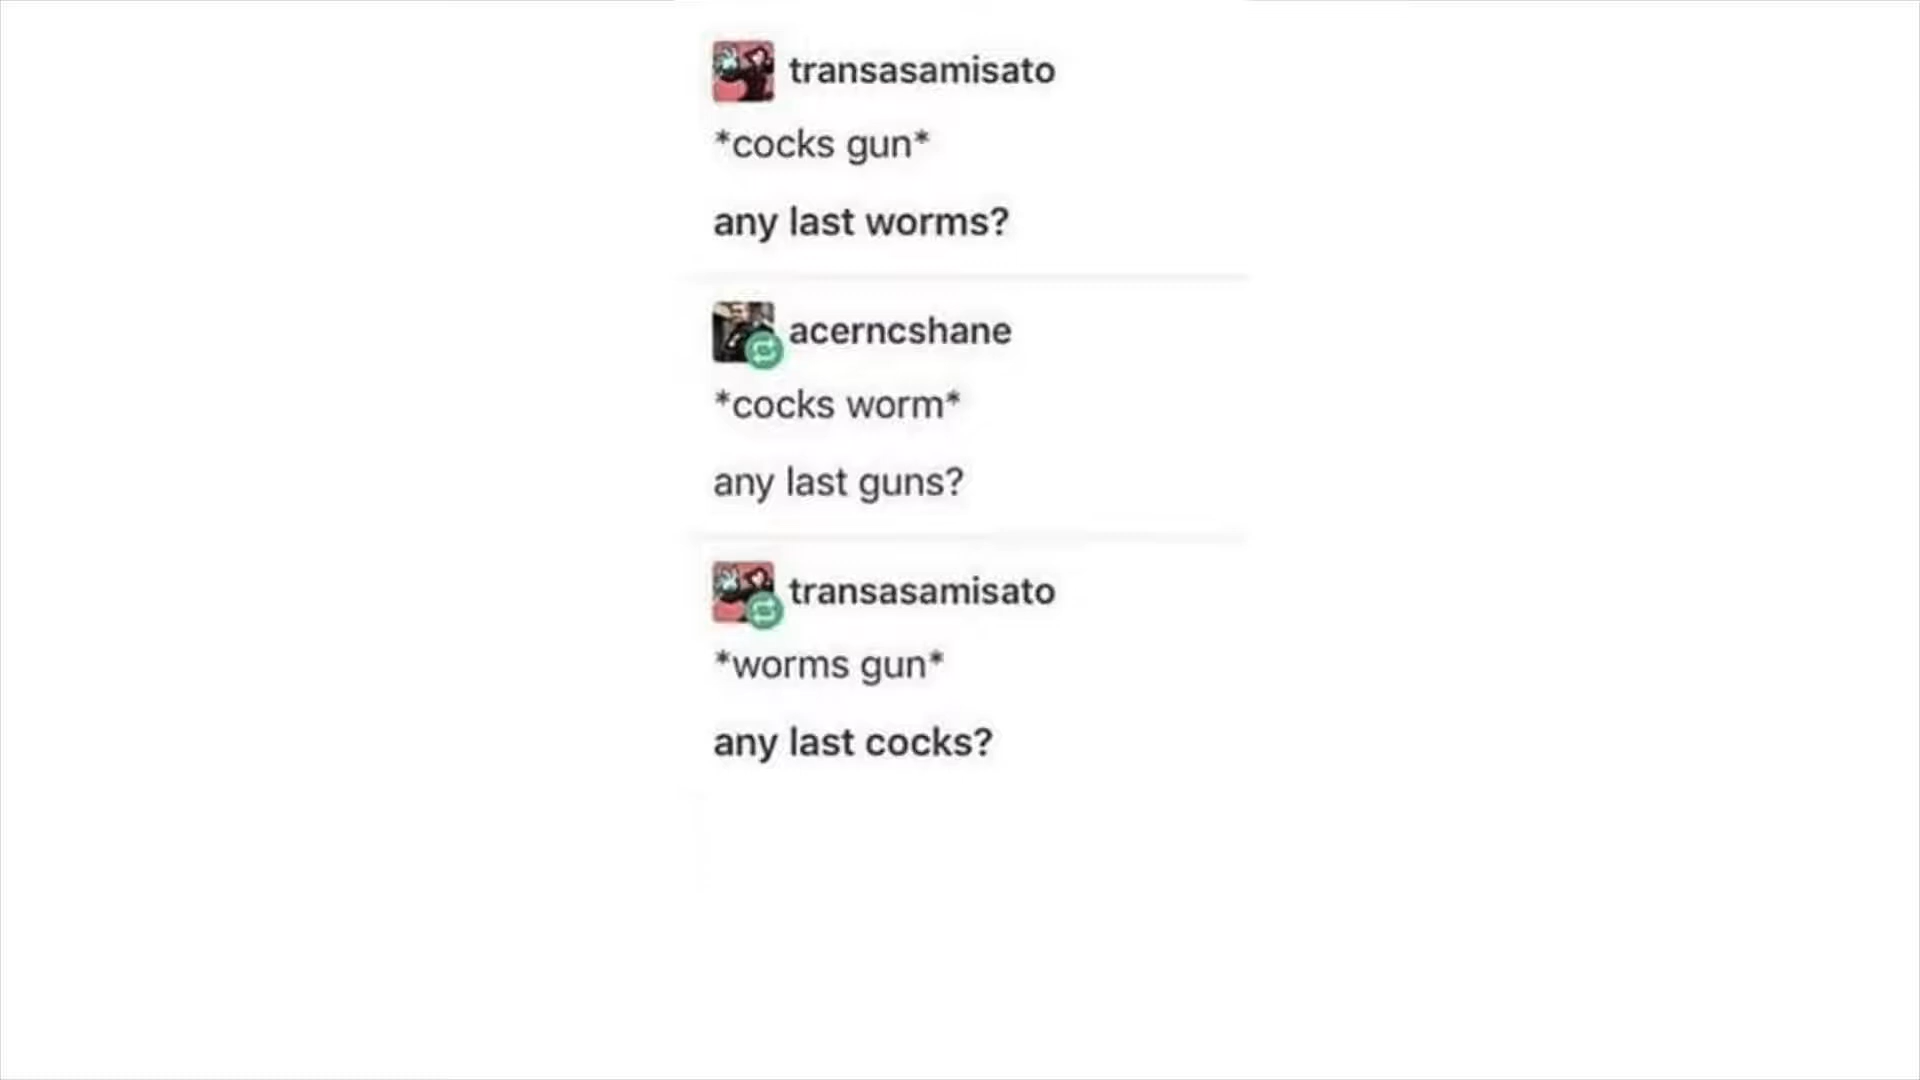 transasamisato
*cocks gun*
any last worms?
acerncshane
*cocks worm*
any last guns?
transasamisato
*worms gun*
any last cocks?